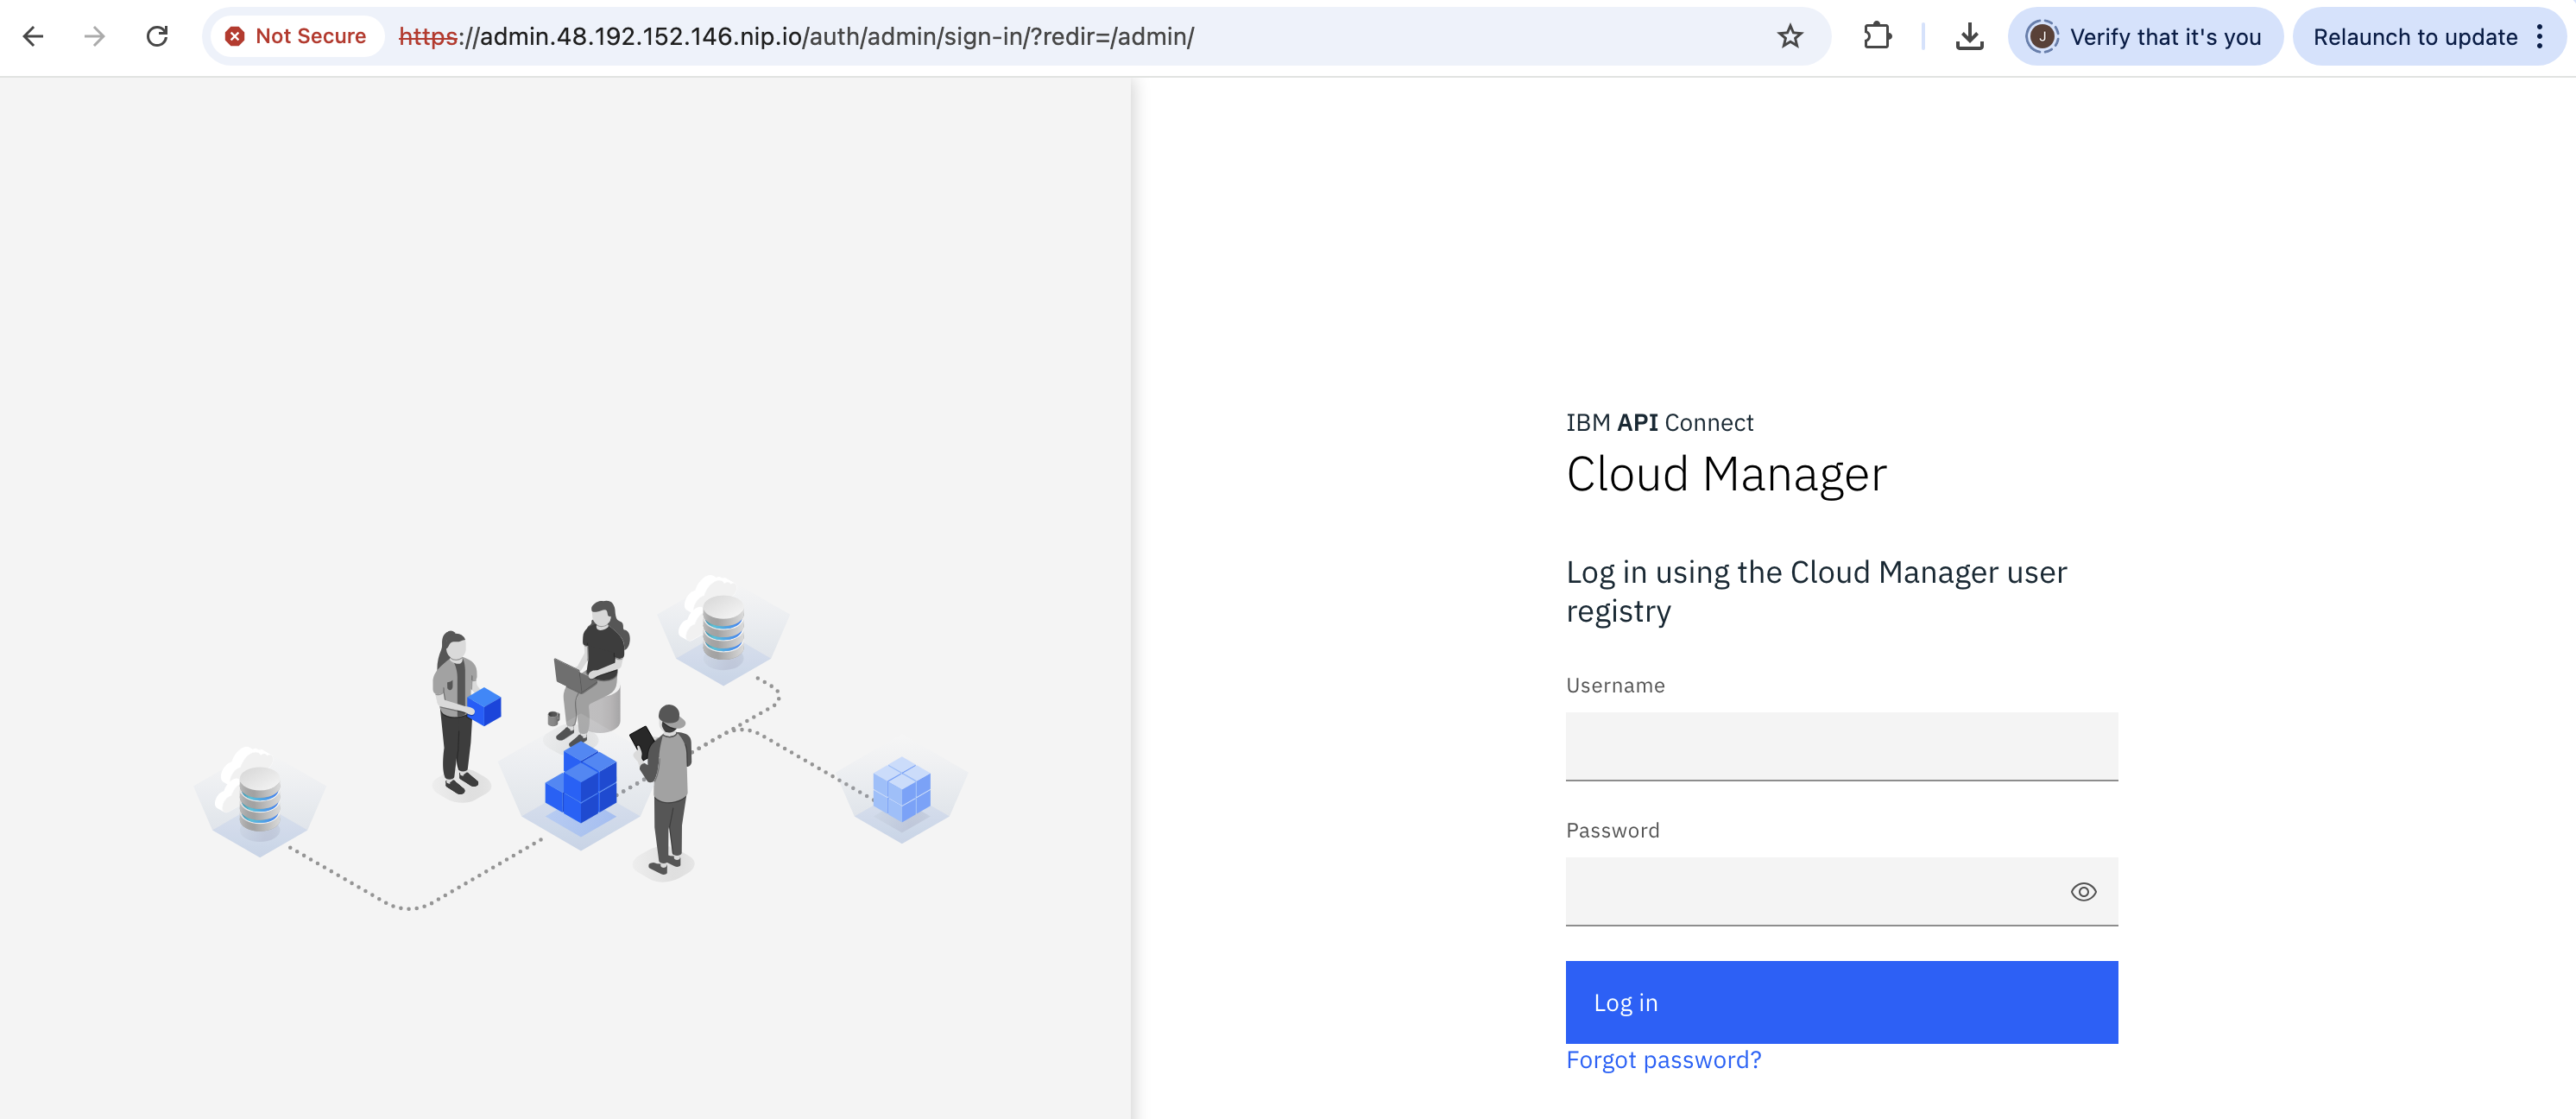 Not Secure https://admin.48.192.152.146.nip.io/auth/admin/sign-in/?redir=/admin/ J Verify that it's you Relaunch to update
IBM API Connect
Cloud Manager
Log in using the Cloud Manager user
registry
Username
Password
Log in
Forgot password?